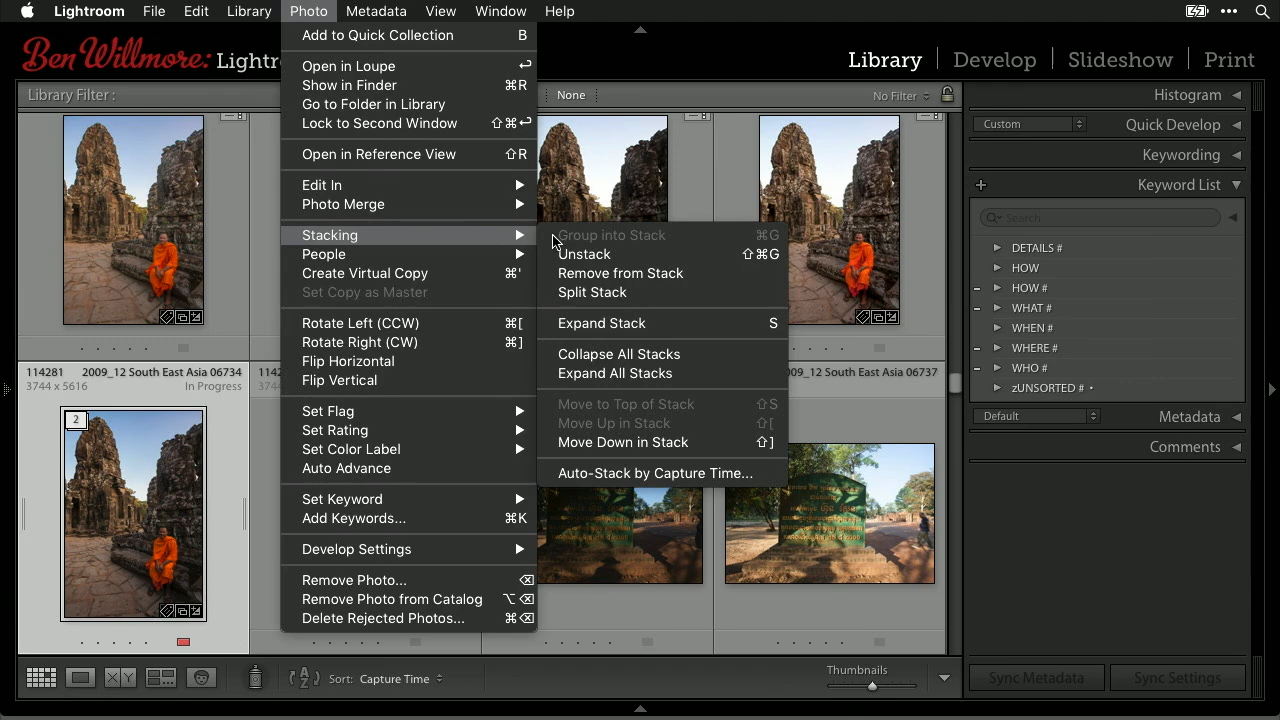 Lightroom File Edit Library Photo Metadata View Window Help
Ben Willmore: Lightr
Library Develop Slideshow Print
Library Filter :
None
No Filter
Add to Quick Collection B
Open in Loupe ↩
Show in Finder ⌘R
Go to Folder in Library
Lock to Second Window ⇧⌘↩
Open in Reference View ⇧R
Edit In
Photo Merge
Stacking
People
Create Virtual Copy ⌘'
Set Copy as Master
Rotate Left (CCW) ⌘[
Rotate Right (CW) ⌘]
Flip Horizontal
Flip Vertical
Set Flag
Set Rating
Set Color Label
Auto Advance
Set Keyword
Add Keywords... ⌘K
Develop Settings
Remove Photo... ⌫
Remove Photo from Catalog ⌥⌫
Delete Rejected Photos... ⌘⌫
Group into Stack ⌘G
Unstack ⇧⌘G
Remove from Stack
Split Stack
Expand Stack S
Collapse All Stacks
Expand All Stacks
Move to Top of Stack ⇧S
Move Up in Stack ⇧[
Move Down in Stack ⇧]
Auto-Stack by Capture Time...
114281 2009_12 South East Asia 06734
3744 x 5616 In Progress
2
1142
3744
009_12 South East Asia 06737
Histogram
Custom Quick Develop
Keywording
+ Keyword List
Search
DETAILS #
HOW
HOW #
WHAT #
WHEN #
WHERE #
WHO #
zUNSORTED # •
Default Metadata
Comments
XY
Sort: Capture Time
Thumbnails
Sync Metadata Sync Settings